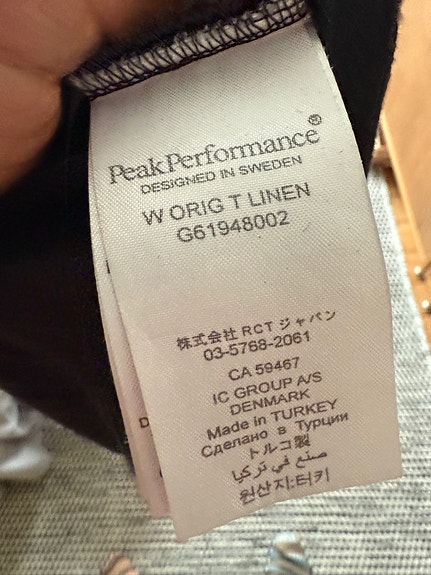 PeakPerformance®
DESIGNED IN SWEDEN
W ORIG T LINEN
G61948002
株式会社 RCT ジャパン
03-5768-2061
CA 59467
IC GROUP A/S
DENMARK
Made in TURKEY
Сделано в Турции
トルコ製
صنع في تركيا
원산지:터키